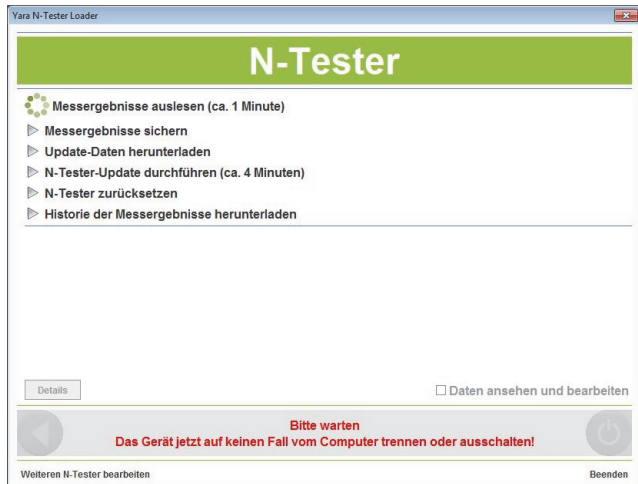 Yara N-Tester Loader
N-Tester
Messergebnisse auslesen (ca. 1 Minute)
Messergebnisse sichern
Update-Daten herunterladen
N-Tester-Update durchführen (ca. 4 Minuten)
N-Tester zurücksetzen
Historie der Messergebnisse herunterladen
Details
Daten ansehen und bearbeiten
Bitte warten
Das Gerät jetzt auf keinen Fall vom Computer trennen oder ausschalten!
Weiteren N-Tester bearbeiten
Beenden